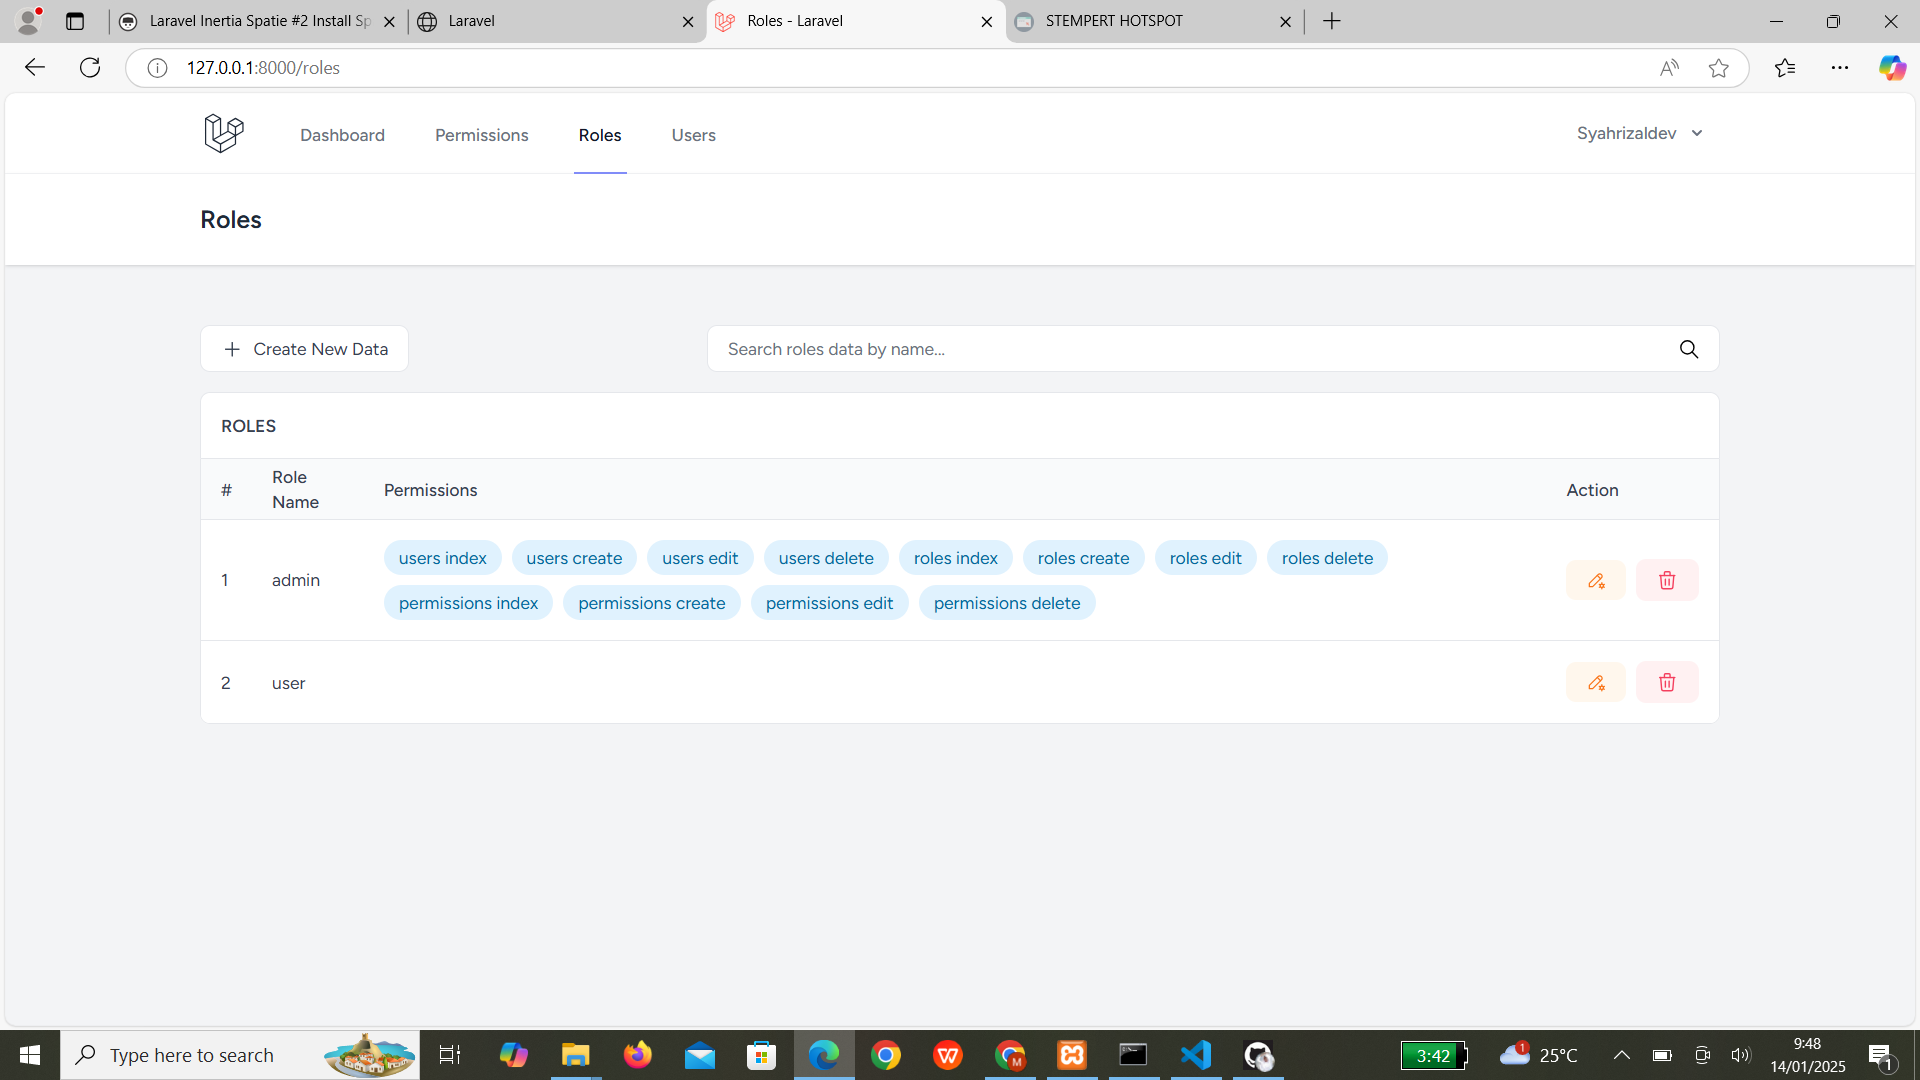 Laravel Inertia Spatie #2 Install Sp
Laravel
Roles - Laravel
STEMPERT HOTSPOT
127.0.0.1:8000/roles
Dashboard
Permissions
Roles
Users
Syahrizaldev
Roles
Create New Data
Search roles data by name...
ROLES
# Role Name Permissions Action
1 admin
users index users create users edit users delete roles index roles create roles edit roles delete
permissions index permissions create permissions edit permissions delete
2 user
Type here to search
3:42
1
25°C
9:48
14/01/2025
1